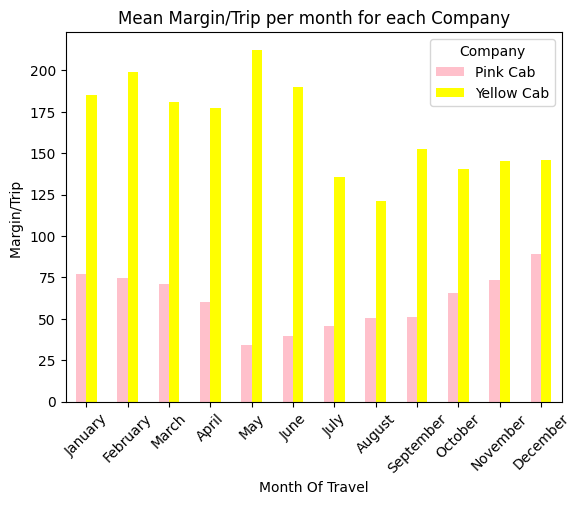 Mean Margin/Trip per month for each Company
Company
Pink Cab
Yellow Cab
Margin/Trip
200
175
150
125
100
75
50
25
0
January
February
March
April
May
June
July
August
September
October
November
December
Month Of Travel